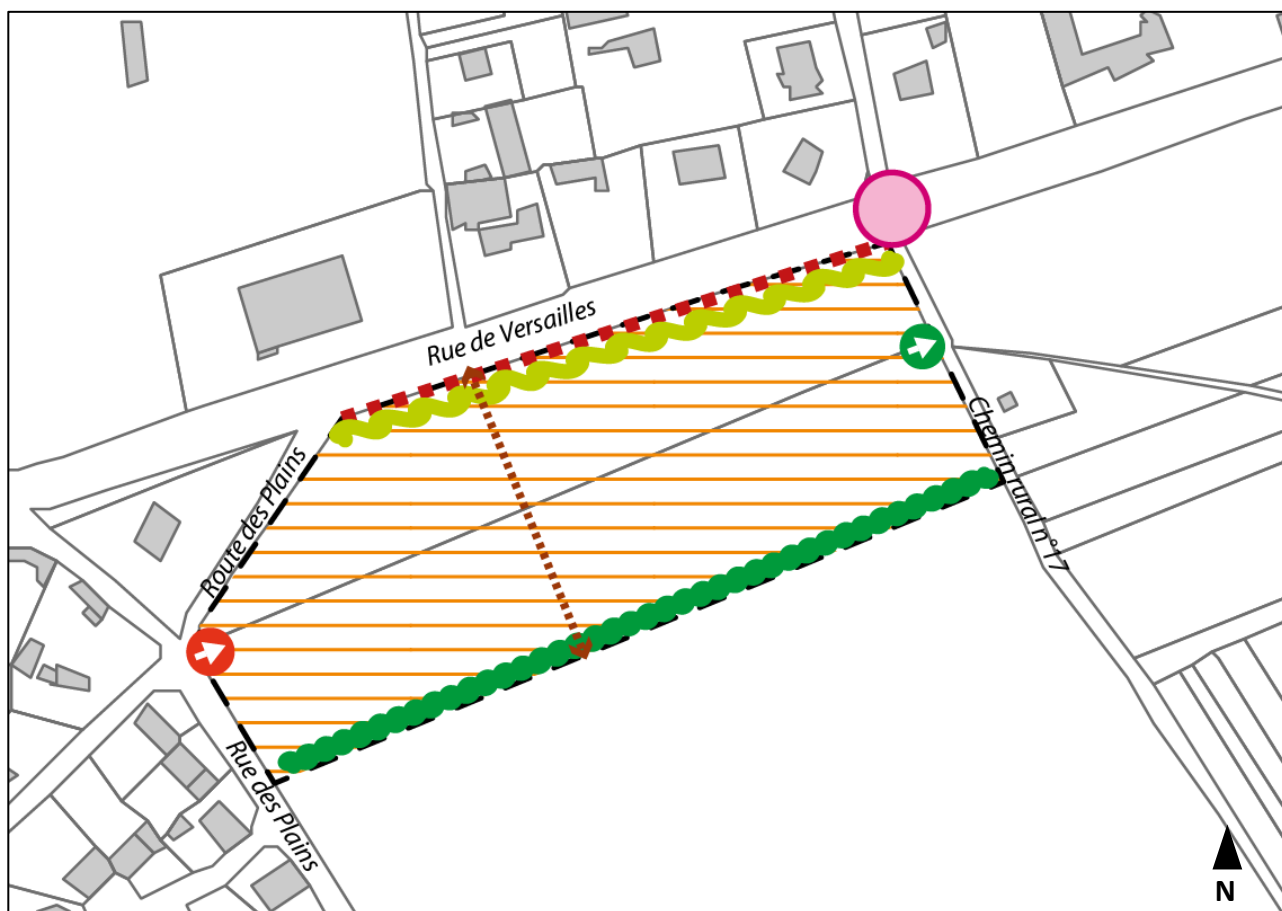 Rue de Versailles
Route des Plains
Chemin rural n°17
Rue des Plains
N